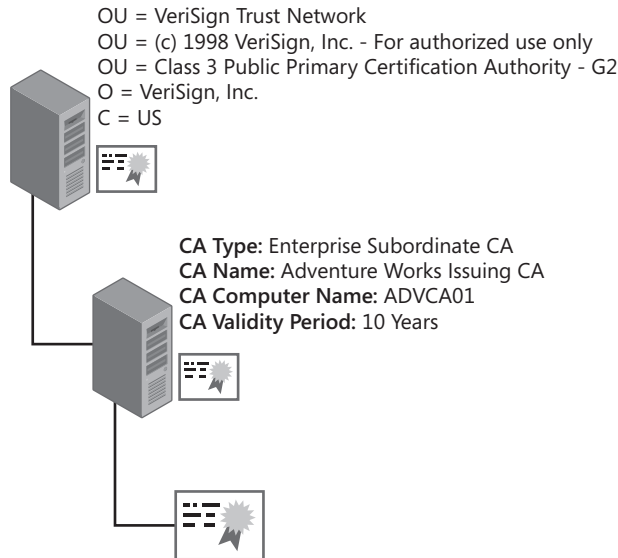 OU = VeriSign Trust Network
OU = (c) 1998 VeriSign, Inc. - For authorized use only
OU = Class 3 Public Primary Certification Authority - G2
O = VeriSign, Inc.
C = US
CA Type: Enterprise Subordinate CA
CA Name: Adventure Works Issuing CA
CA Computer Name: ADVCA01
CA Validity Period: 10 Years